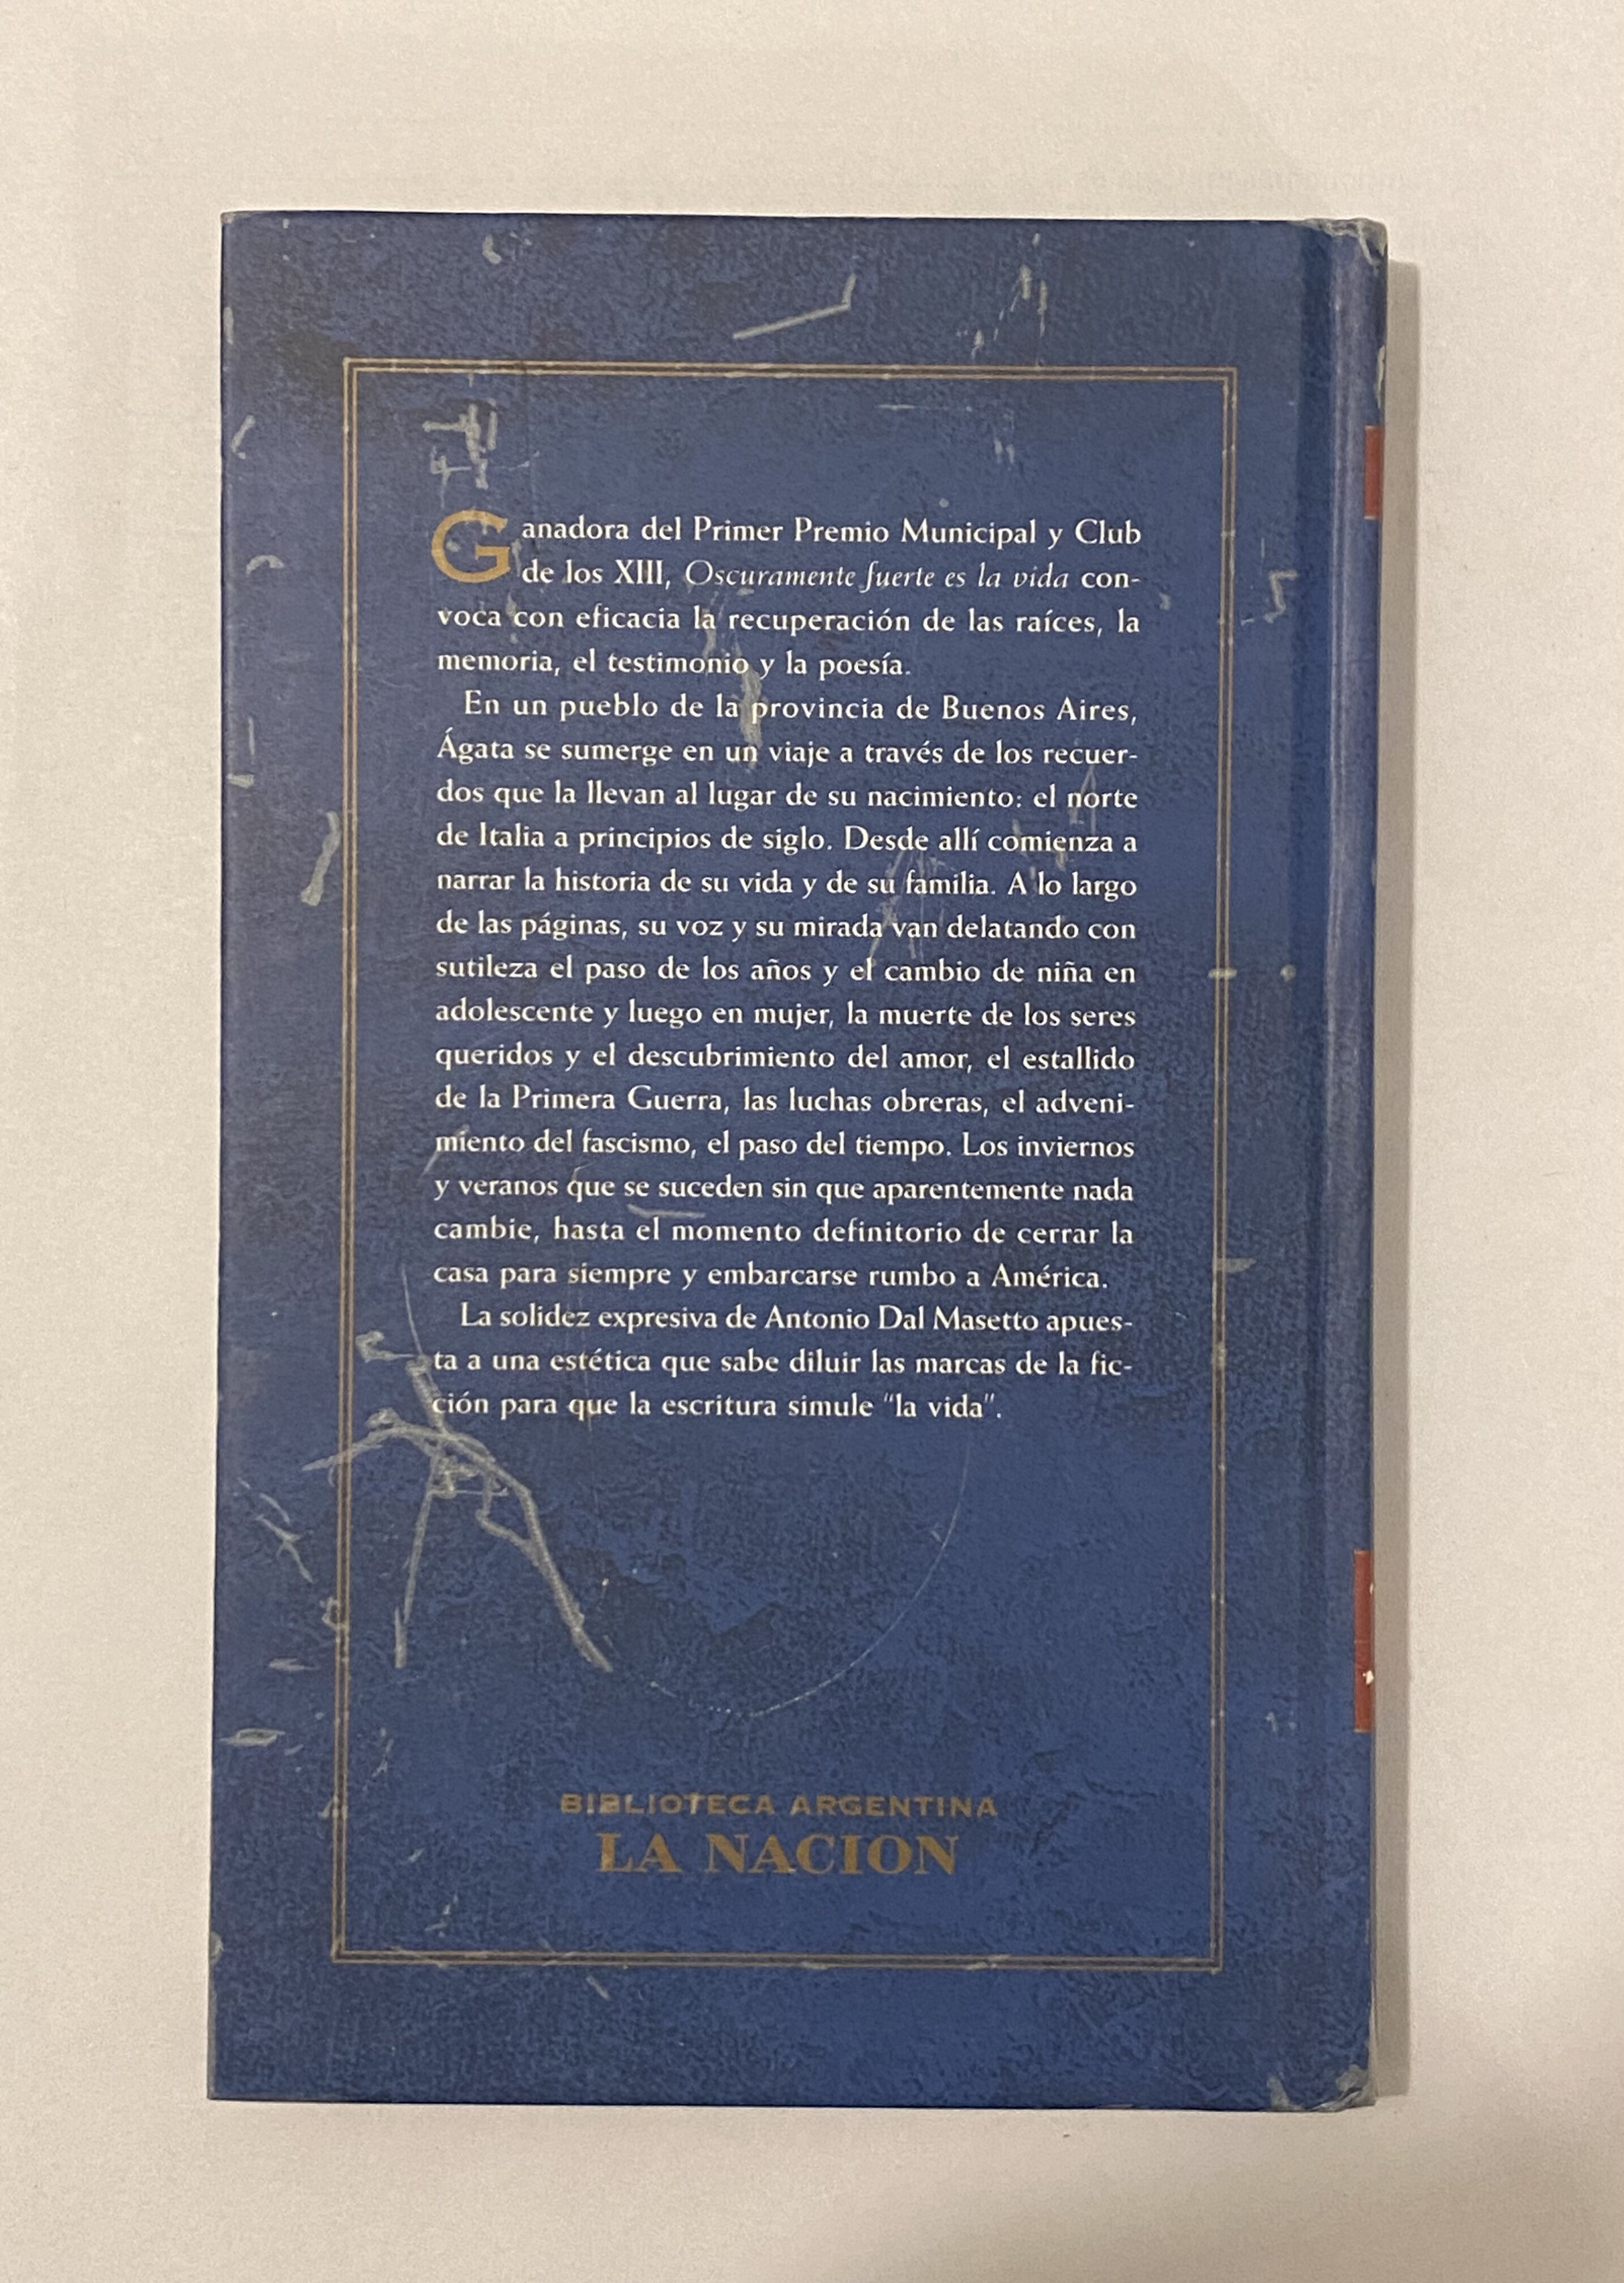 Ganadora del Primer Premio Municipal y Club
de los XIII, Oscuramente fuerte es la vida con-
voca con eficacia la recuperación de las raíces, la
memoria, el testimonio y la poesía.
En un pueblo de la provincia de Buenos Aires,
Ágata se sumerge en un viaje a través de los recuer-
dos que la llevan al lugar de su nacimiento: el norte
de Italia a principios de siglo. Desde allí comienza a
narrar la historia de su vida y de su familia. A lo largo
de las páginas, su voz y su mirada van delatando con
sutileza el paso de los años y el cambio de niña en
adolescente y luego en mujer, la muerte de los seres
queridos y el descubrimiento del amor, el estallido
de la Primera Guerra, las luchas obreras, el adveni-
miento del fascismo, el paso del tiempo. Los inviernos
y veranos que se suceden sin que aparentemente nada
cambie, hasta el momento definitorio de cerrar la
casa para siempre y embarcarse rumbo a América.
La solidez expresiva de Antonio Dal Masetto apues-
ta a una estética que sabe diluir las marcas de la fic-
ción para que la escritura simule "la vida".
BIBLIOTECA ARGENTINA
LA NACION